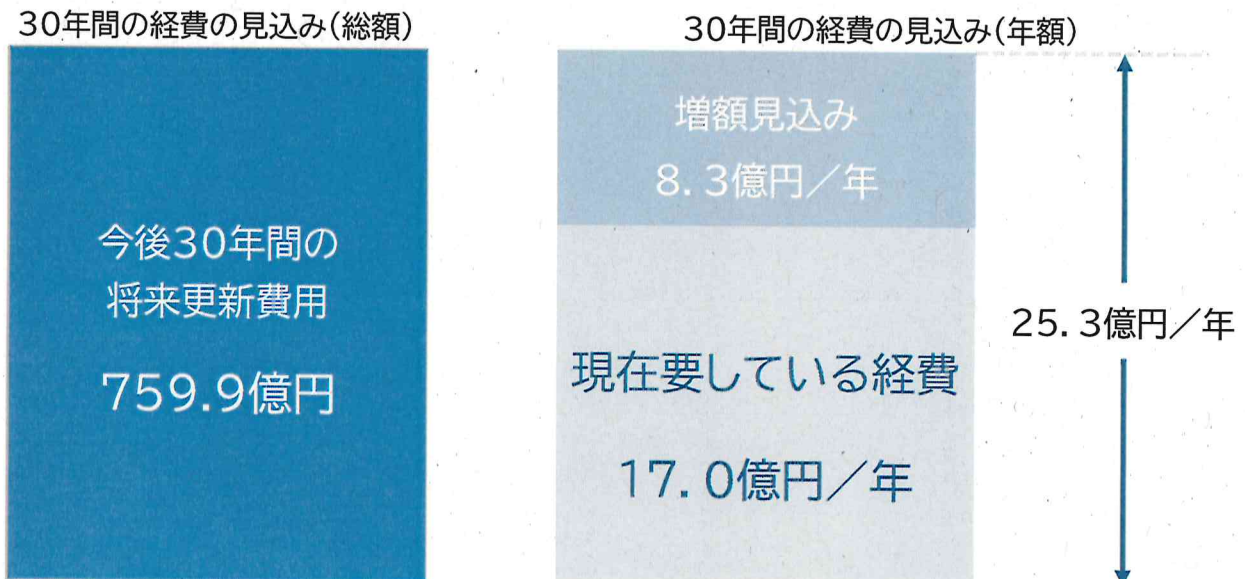 30年間の経費の見込み(総額)
今後30年間の
将来更新費用
759.9億円
30年間の経費の見込み(年額)
増額見込み
8.3億円/年
現在要している経費
17.0億円/年
25.3億円/年